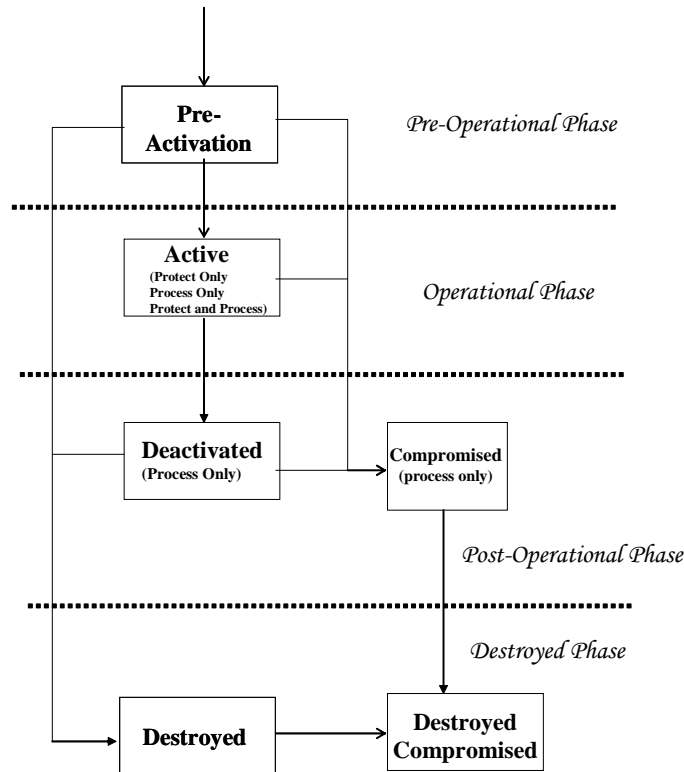 Pre-
Activation
Pre-Operational Phase
Active
(Protect Only
Process Only
Protect and Process)
Operational Phase
Deactivated
(Process Only)
Compromised
(process only)
Post-Operational Phase
Destroyed Phase
Destroyed
Destroyed
Compromised